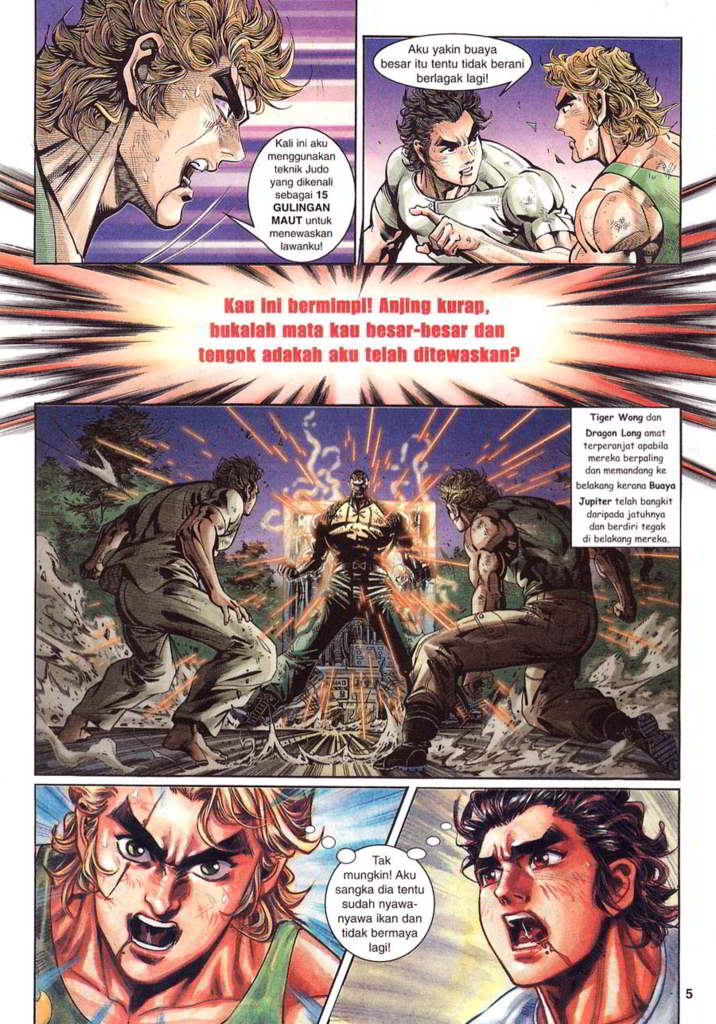 Kali ini aku
menggunakan
teknik Judo
yang dikenali
sebagai 15
GULINGAN
MAUT untuk
menewaskan
lawanku!
Aku yakin buaya
besar itu tentu tidak berani
berlagak lagi!
Kau ini bermimpi! Anjing kurap,
bukalah mata kau besar-besar dan
tengok adakah aku telah ditewaskan?
Tiger Wong dan
Dragon Long amat
terperanjat apabila
mereka berpaling
dan memandang ke
belakang kerana Buaya
Jupiter telah bangkit
daripada jatuhnya
dan berdiri tegak
di belakang mereka.
Tak
mungkin! Aku
sangka dia tentu
sudah nyawa-
nyawa ikan dan
tidak bermaya
lagi!
5